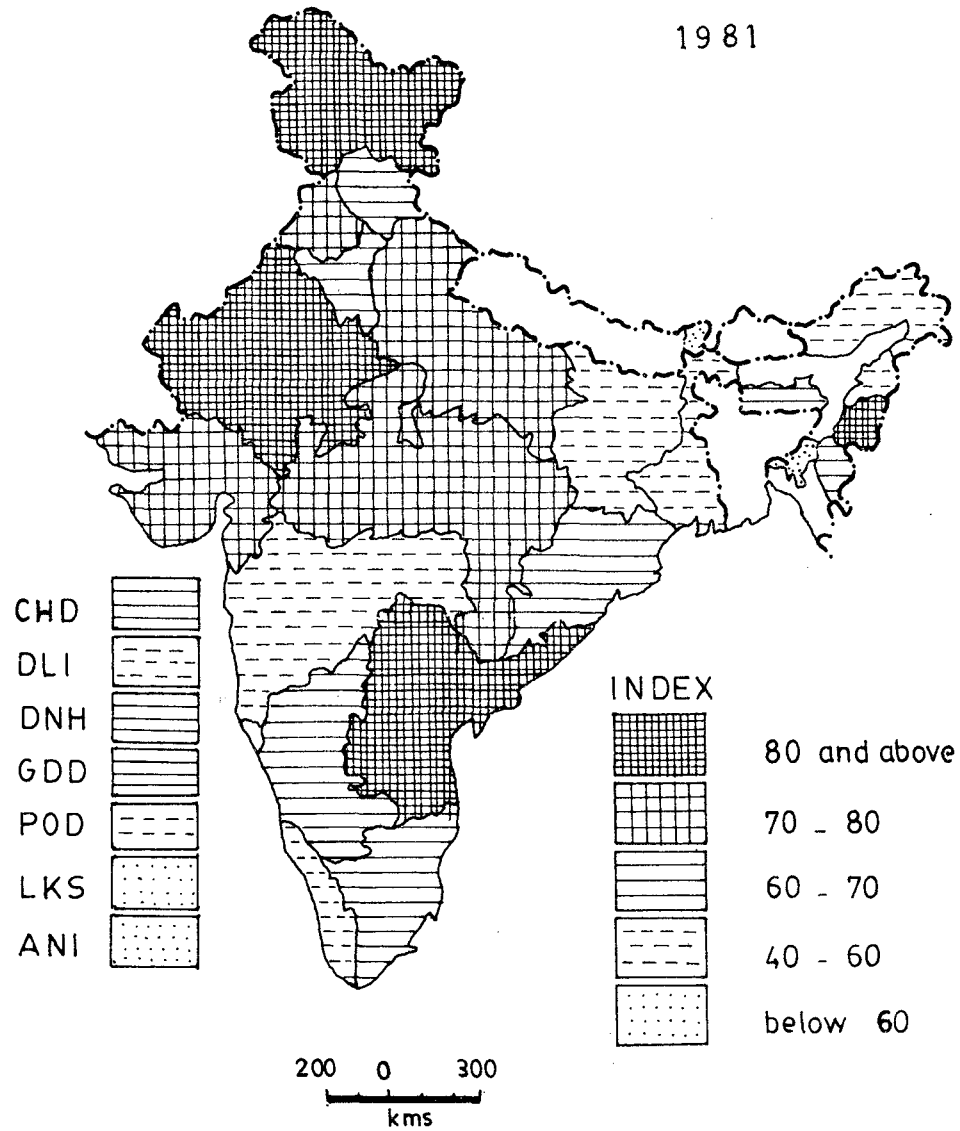 1981
CHD
DLI
DNH
GDD
POD
LKS
ANI
INDEX
80 and above
70 - 80
60 - 70
40 - 60
below 60
200 0 300
kms